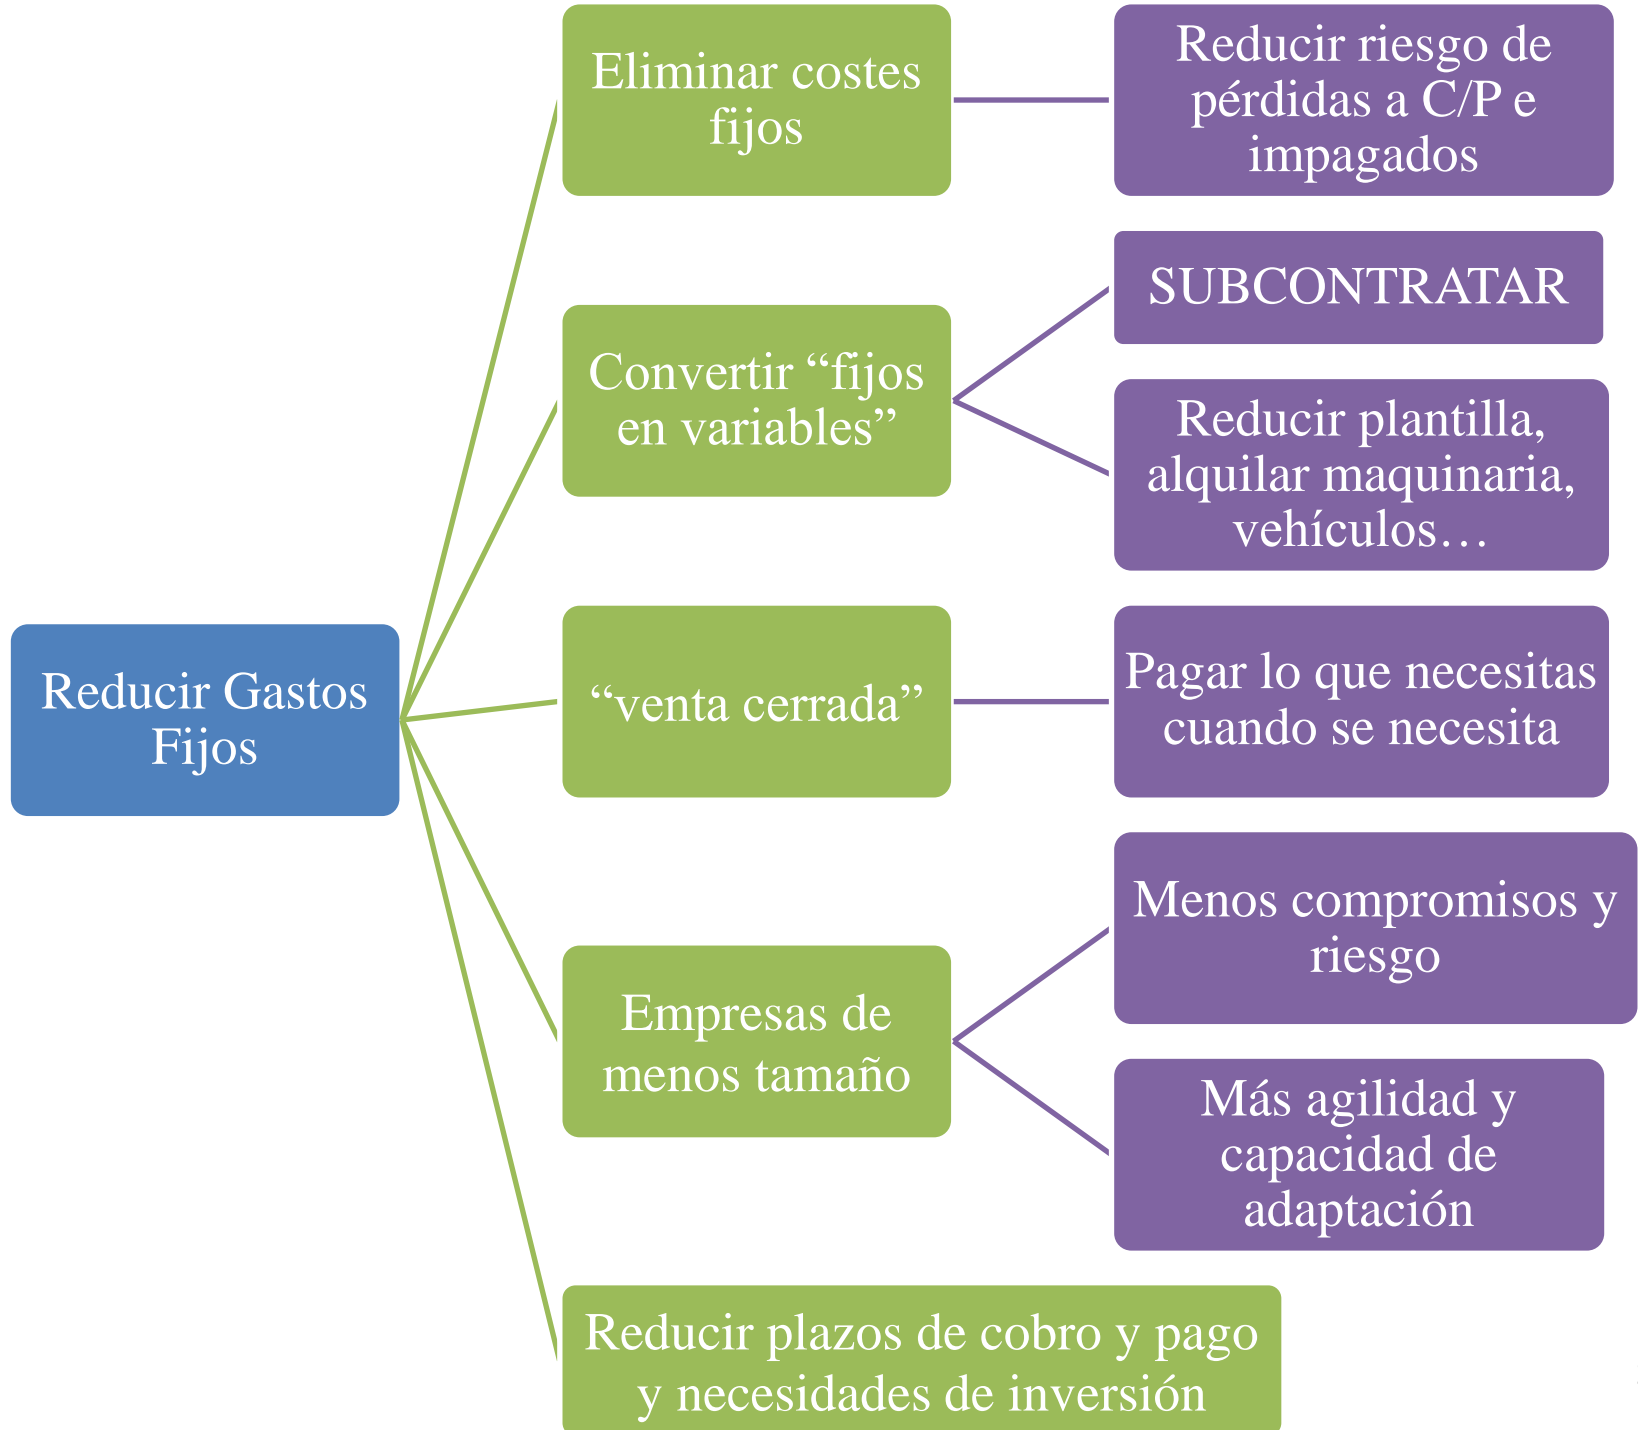 Eliminar costes
fijos
Reducir riesgo de
pérdidas a C/P e
impagados
Convertir “fijos
en variables”
SUBCONTRATAR
Reducir plantilla,
alquilar maquinaria,
vehículos…
Reducir Gastos
Fijos
“venta cerrada”
Pagar lo que necesitas
cuando se necesita
Empresas de
menos tamaño
Menos compromisos y
riesgo
Más agilidad y
capacidad de
adaptación
Reducir plazos de cobro y pago
y necesidades de inversión